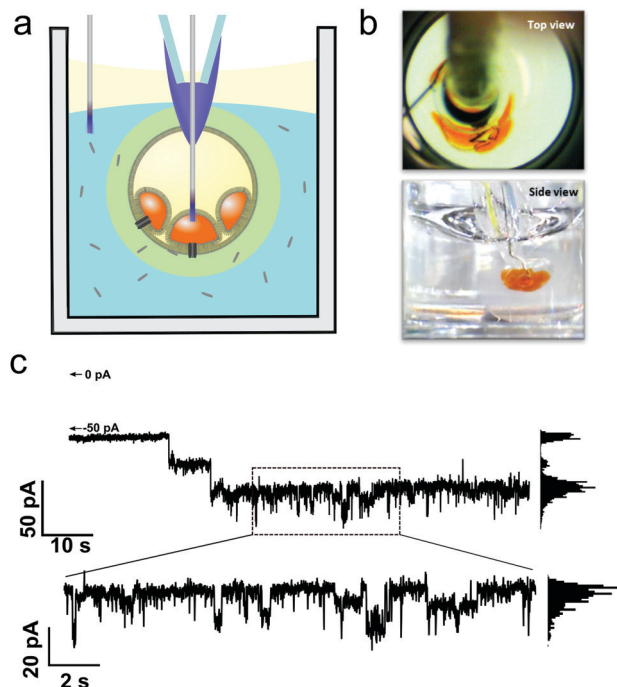 a
b
Top view
Side view
c
← 0 pA
←-50 pA
50 pA
10 s
20 pA
2 s